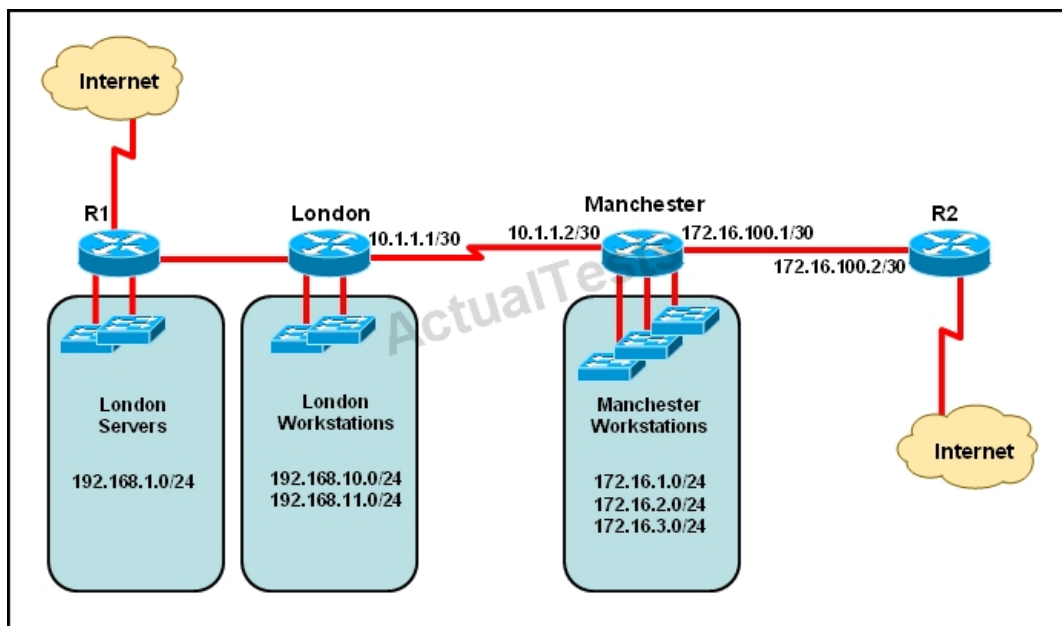 Internet
R1
London
10.1.1.1/30
Manchester
10.1.1.2/30
172.16.100.1/30
R2
172.16.100.2/30
ActualTests
London
Servers
192.168.1.0/24
London
Workstations
192.168.10.0/24
192.168.11.0/24
Manchester
Workstations
172.16.1.0/24
172.16.2.0/24
172.16.3.0/24
Internet